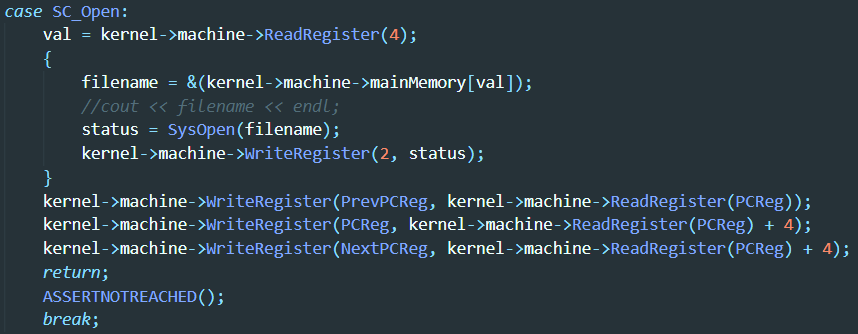 case SC_Open:
    val = kernel->machine->ReadRegister(4);
    {
        filename = &(kernel->machine->mainMemory[val]);
        //cout << filename << endl;
        status = SysOpen(filename);
        kernel->machine->WriteRegister(2, status);
    }
    kernel->machine->WriteRegister(PrevPCReg, kernel->machine->ReadRegister(PCReg));
    kernel->machine->WriteRegister(PCReg, kernel->machine->ReadRegister(PCReg) + 4);
    kernel->machine->WriteRegister(NextPCReg, kernel->machine->ReadRegister(PCReg) + 4);
    return;
    ASSERTNOTREACHED();
    break;